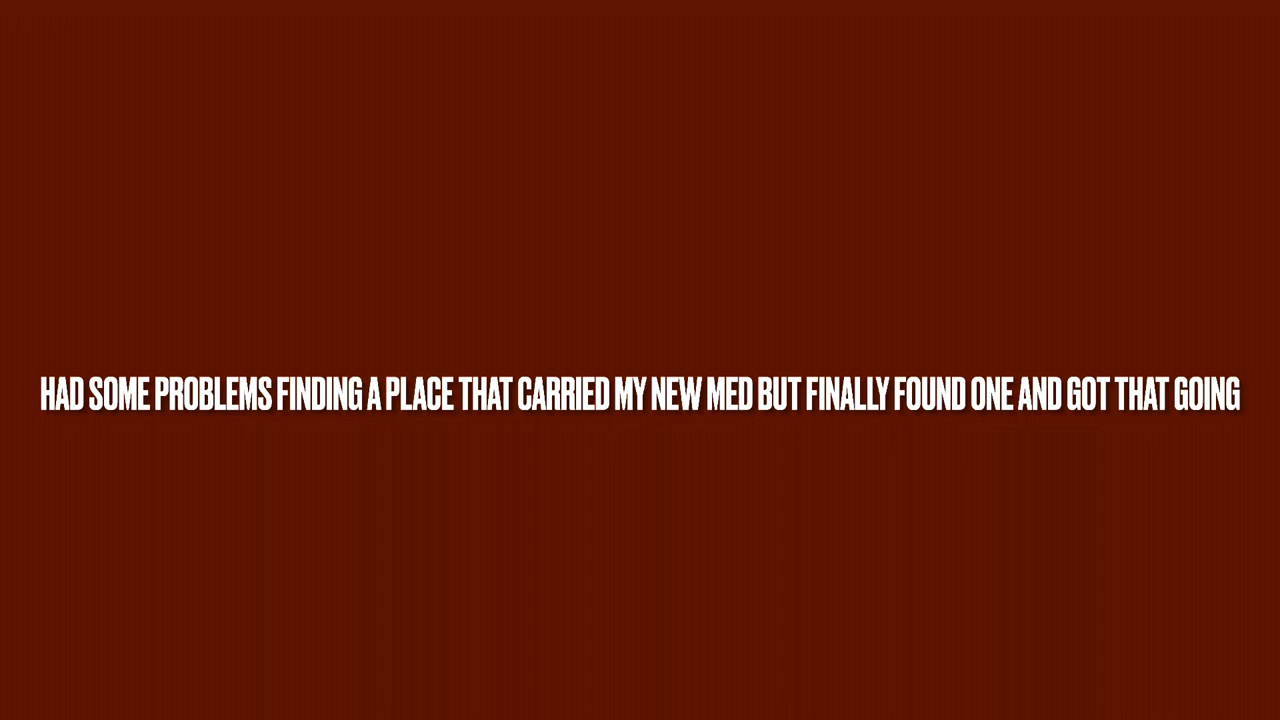 HAD SOME PROBLEMS FINDING A PLACE THAT CARRIED MY NEW MED BUT FINALLY FOUND ONE AND GOT THAT GOING